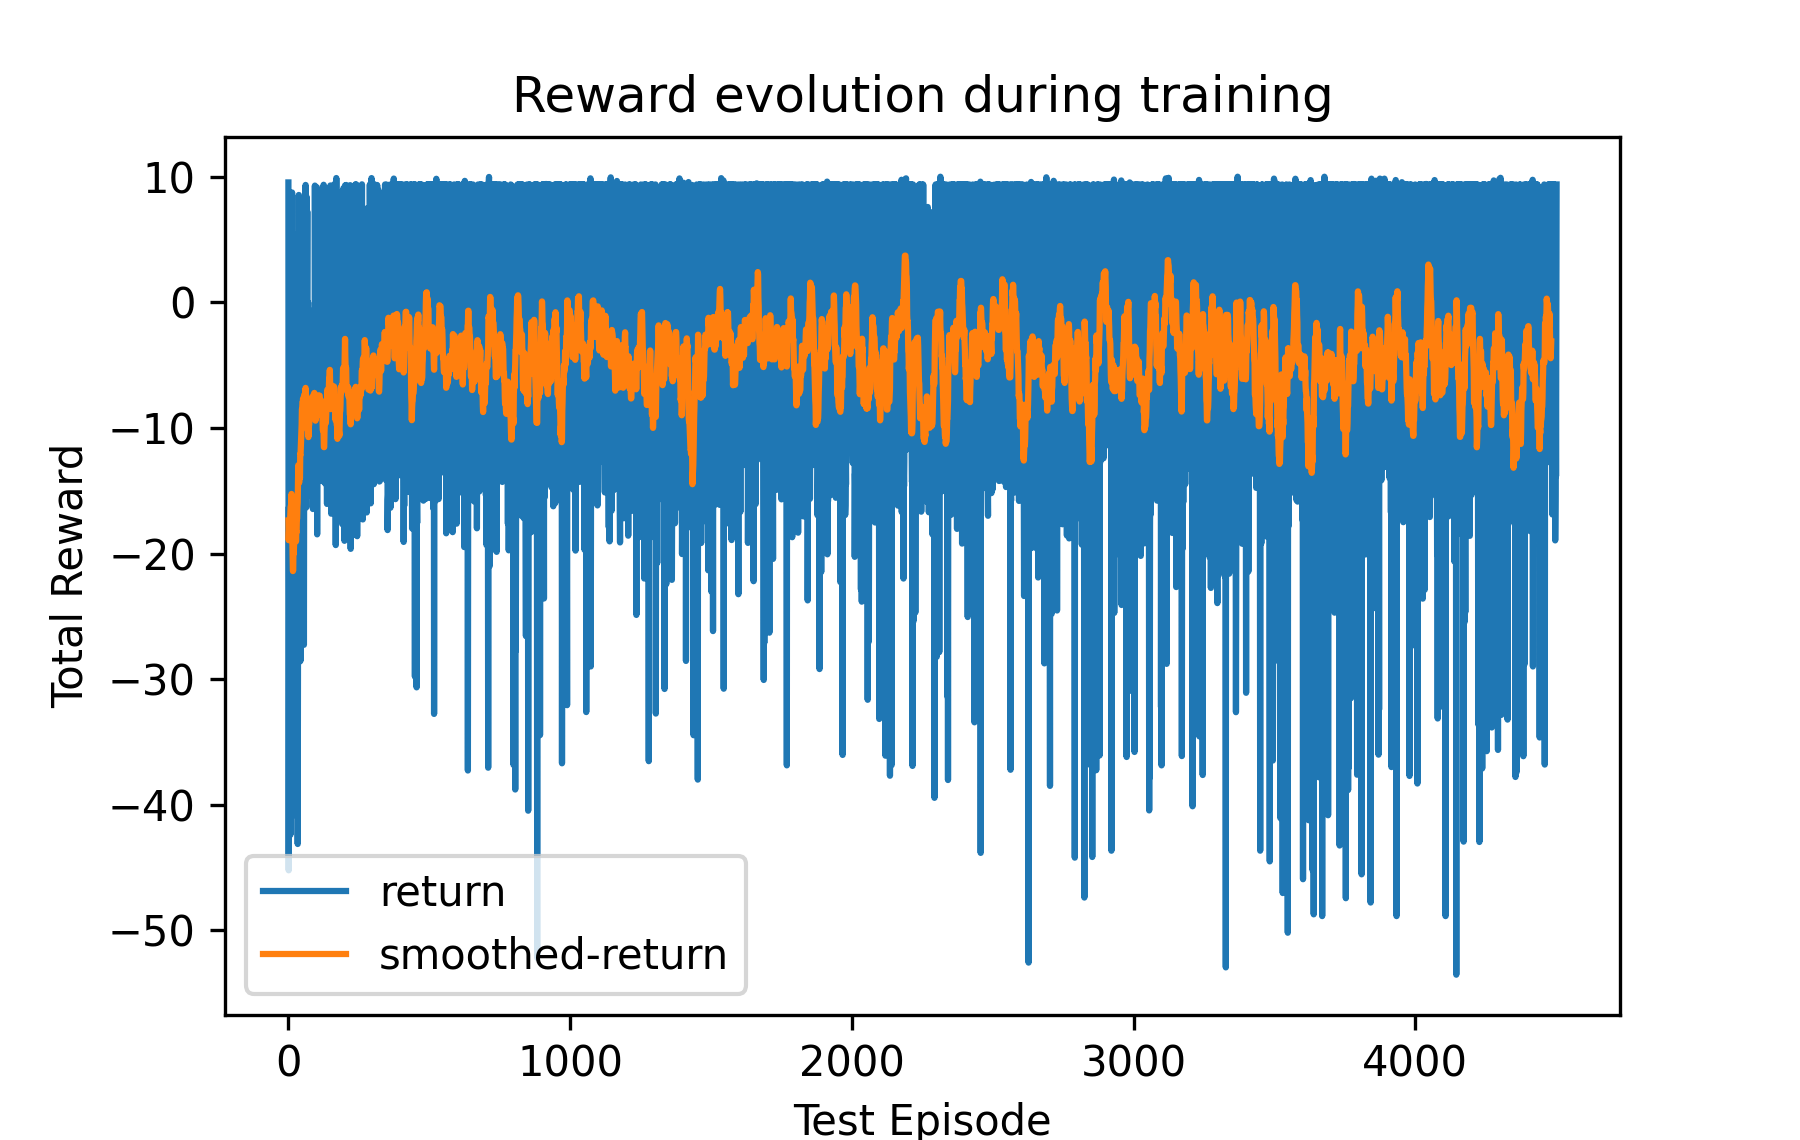 Reward evolution during training
10
0
−10
−20
−30
−40
−50
Total Reward
return
smoothed-return
0
1000
2000
3000
4000
Test Episode